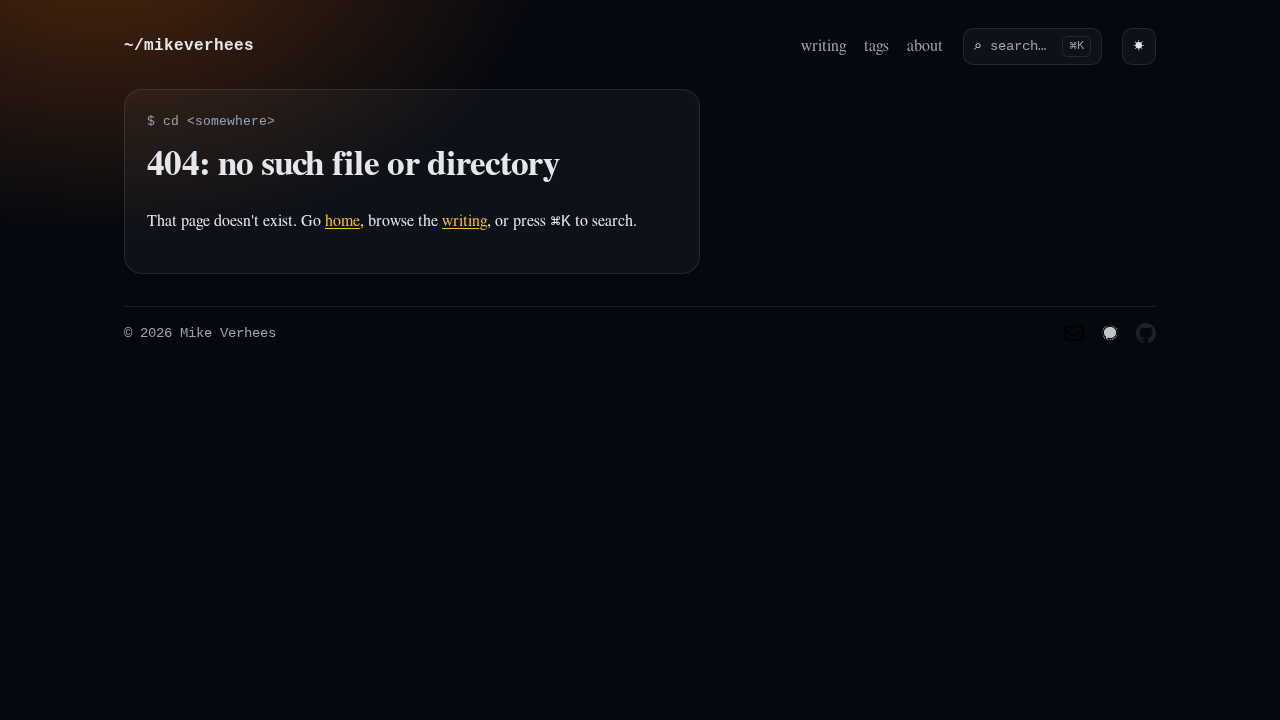 ~/mikeverhees
writing tags about search… ⌘K
$ cd <somewhere>
404: no such file or directory
That page doesn't exist. Go home, browse the writing, or press ⌘K to search.
© 2026 Mike Verhees